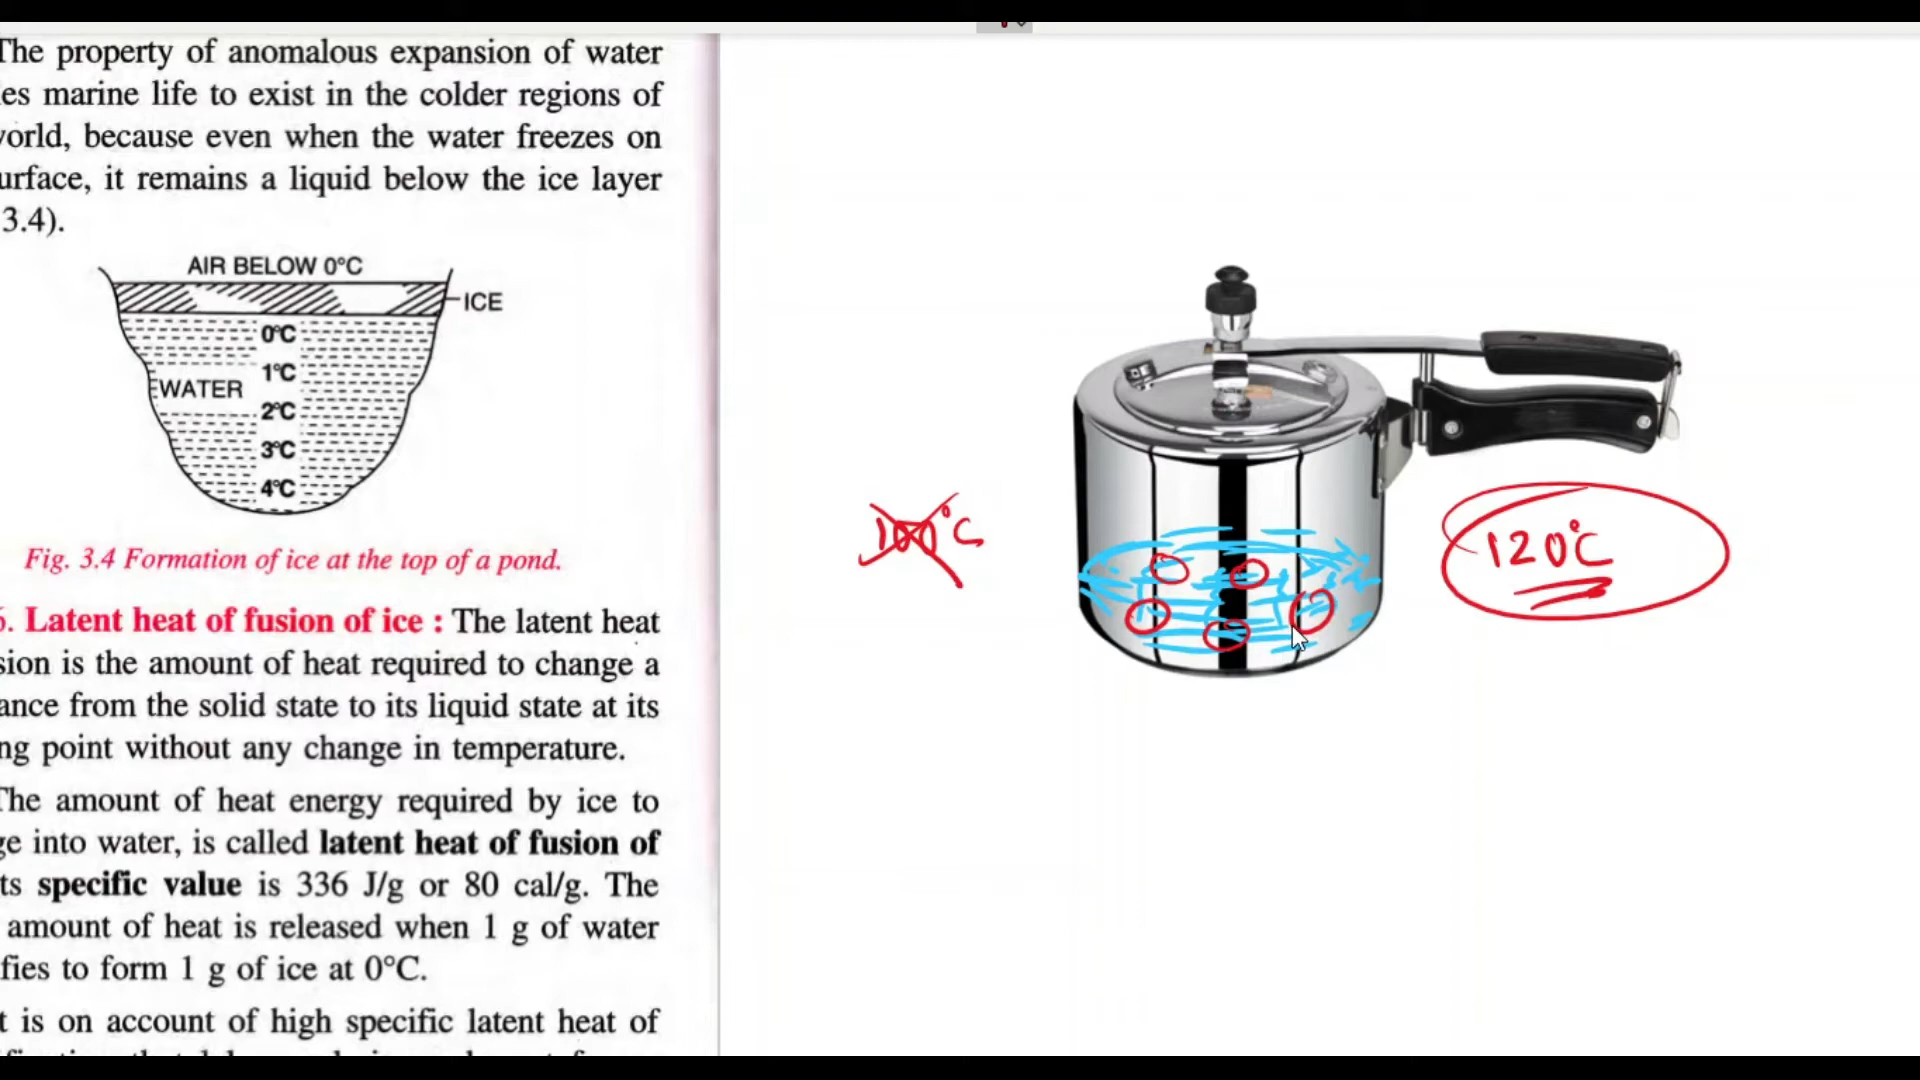 The property of anomalous expansion of water
es marine life to exist in the colder regions of
world, because even when the water freezes on
urface, it remains a liquid below the ice layer
3.4).
AIR BELOW 0°C
ICE
0°C
1°C
WATER
2°C
3°C
4°C
Fig. 3.4 Formation of ice at the top of a pond.
6. Latent heat of fusion of ice : The latent heat
sion is the amount of heat required to change a
ance from the solid state to its liquid state at its
ng point without any change in temperature.
The amount of heat energy required by ice to
ge into water, is called latent heat of fusion of
ts specific value is 336 J/g or 80 cal/g. The
amount of heat is released when 1 g of water
fies to form 1 g of ice at 0°C.
t is on account of high specific latent heat of
100°C
120°C